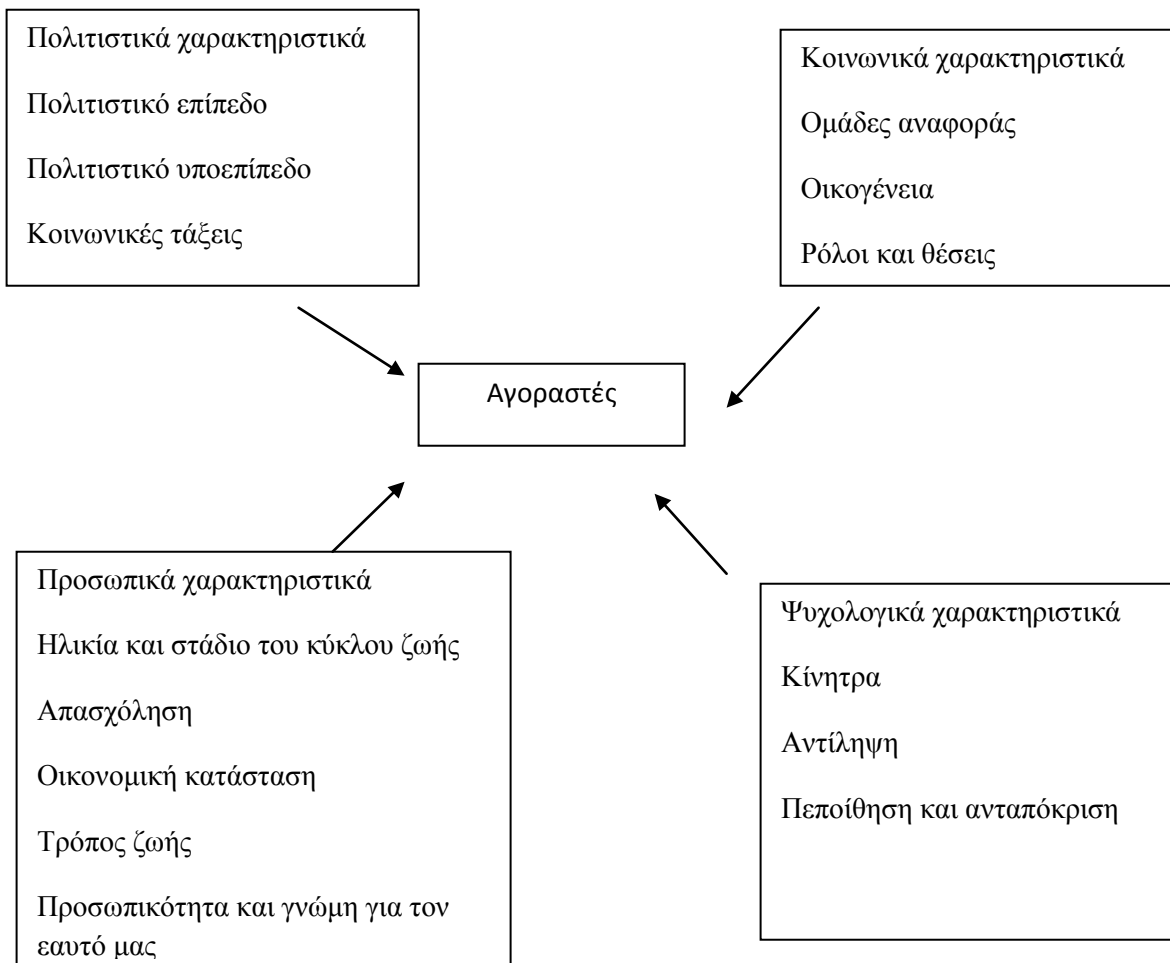 Πολιτιστικά χαρακτηριστικά
Πολιτιστικό επίπεδο
Πολιτιστικό υποεπίπεδο
Κοινωνικές τάξεις
Κοινωνικά χαρακτηριστικά
Ομάδες αναφοράς
Οικογένεια
Ρόλοι και θέσεις
Αγοραστές
Προσωπικά χαρακτηριστικά
Ηλικία και στάδιο του κύκλου ζωής
Απασχόληση
Οικονομική κατάσταση
Τρόπος ζωής
Προσωπικότητα και γνώμη για τον
εαυτό μας
Ψυχολογικά χαρακτηριστικά
Κίνητρα
Αντίληψη
Πεποίθηση και ανταπόκριση